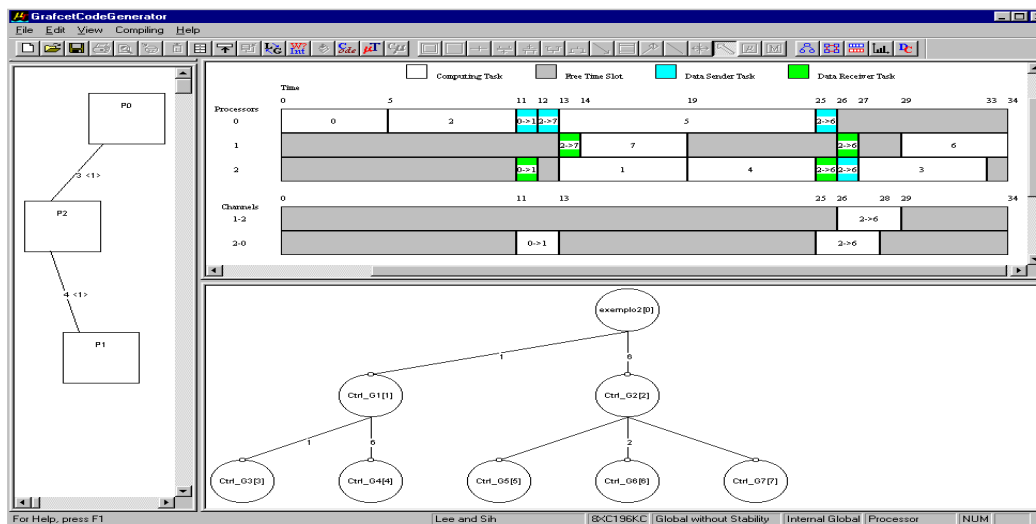 GrafcetCodeGenerator
File Edit View Compiling Help
P0
3 <1>
P2
4 <1>
P1
Computing Task Free Time Slot Data Sender Task Data Receiver Task
Time
0 5 11 12 13 14 19 25 26 27 29 33 34
Processors
0 0 2 0->1 2->7 5 2->6
1 2->7 7 2->6 6
2 0->1 1 4 2->6 2->6 3
Channels
0 11 13 25 26 28 29 34
1-2 2->6
2-0 0->1 2->6
exemplo2[0]
1 6
Ctrl_G1[1] Ctrl_G2[2]
1 6 2
Ctrl_G3[3] Ctrl_G4[4] Ctrl_G5[5] Ctrl_G6[6] Ctrl_G7[7]
For Help, press F1 Lee and Sih 8XC196KC Global without Stability Internal Global Processor NUM